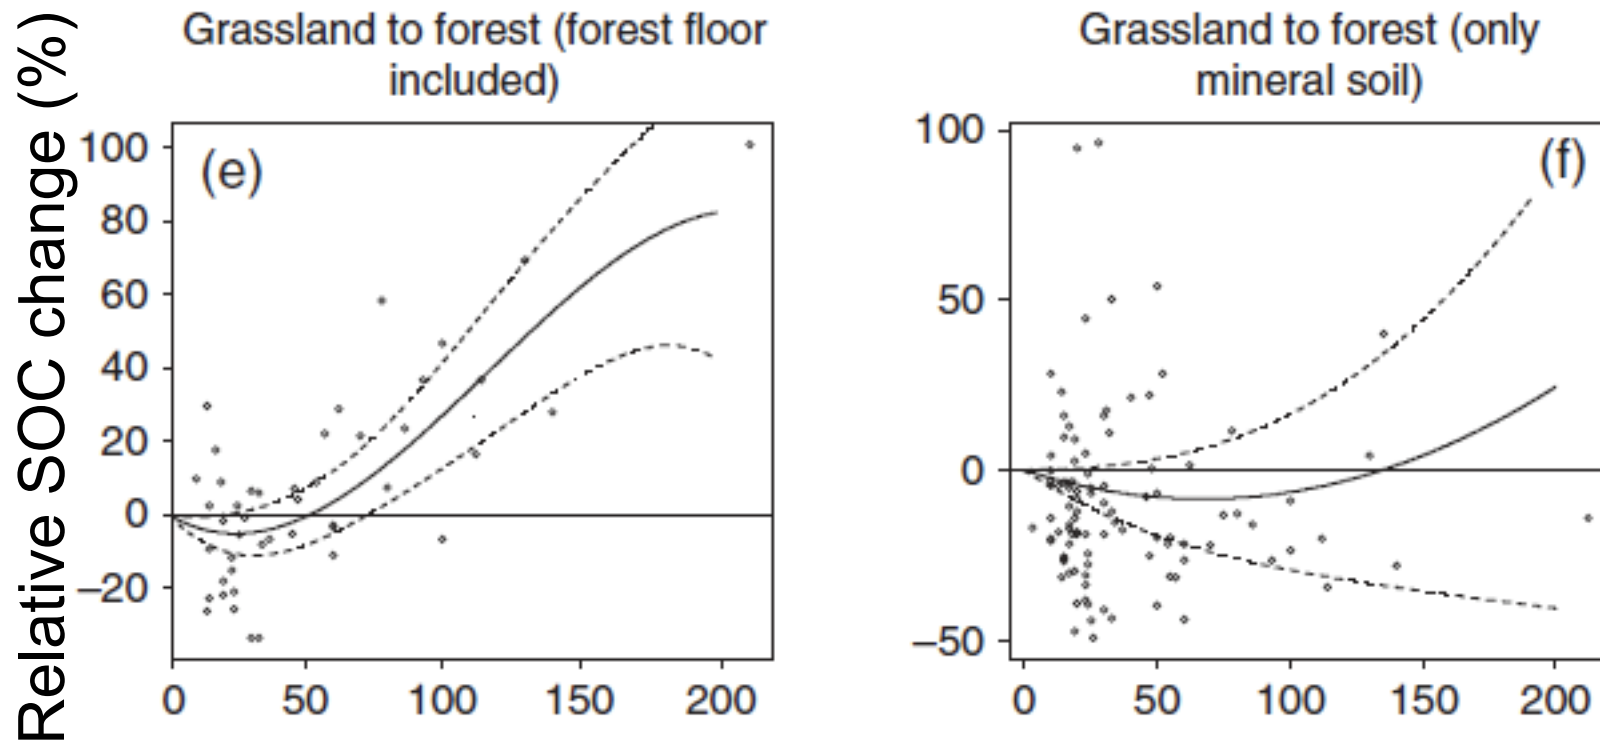 Relative SOC change (%)
Grassland to forest (forest floor
included)
(e)
100
80
60
40
20
0
−20
0 50 100 150 200
Grassland to forest (only
mineral soil)
(f)
100
50
0
−50
0 50 100 150 200